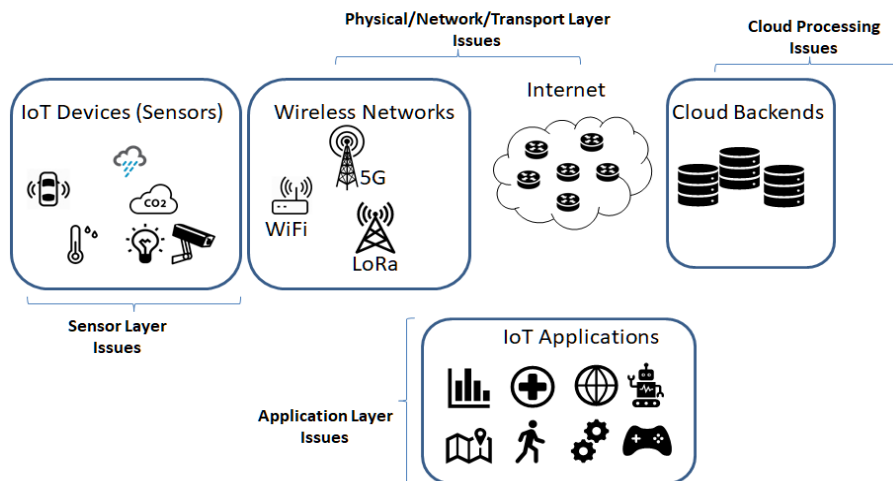 Physical/Network/Transport Layer
Issues
Cloud Processing
Issues
IoT Devices (Sensors)
Wireless Networks
Internet
Cloud Backends
CO2
5G
WiFi
LoRa
Sensor Layer
Issues
IoT Applications
Application Layer
Issues